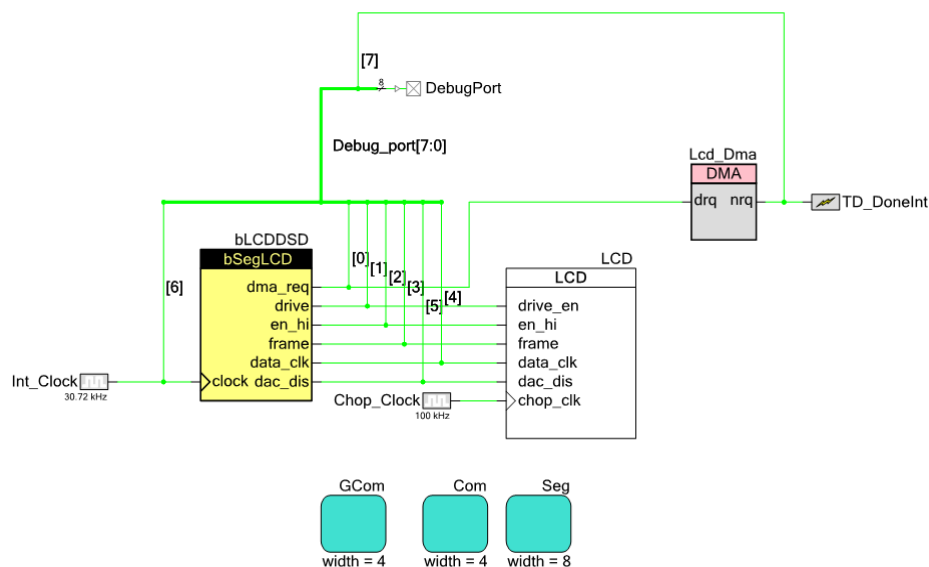 [7]
8
DebugPort
Debug_port[7:0]
Lcd_Dma
DMA
drq nrq
TD_DoneInt
bLCDDSD
bSegLCD
[6]
[0]
[1]
[2]
[3]
[5]
[4]
LCD
LCD
dma_req
drive
drive_en
en_hi
en_hi
frame
frame
data_clk
data_clk
Int_Clock
30.72 kHz
clock
dac_dis
dac_dis
Chop_Clock
100 kHz
chop_clk
GCom
Com
Seg
width = 4
width = 4
width = 8